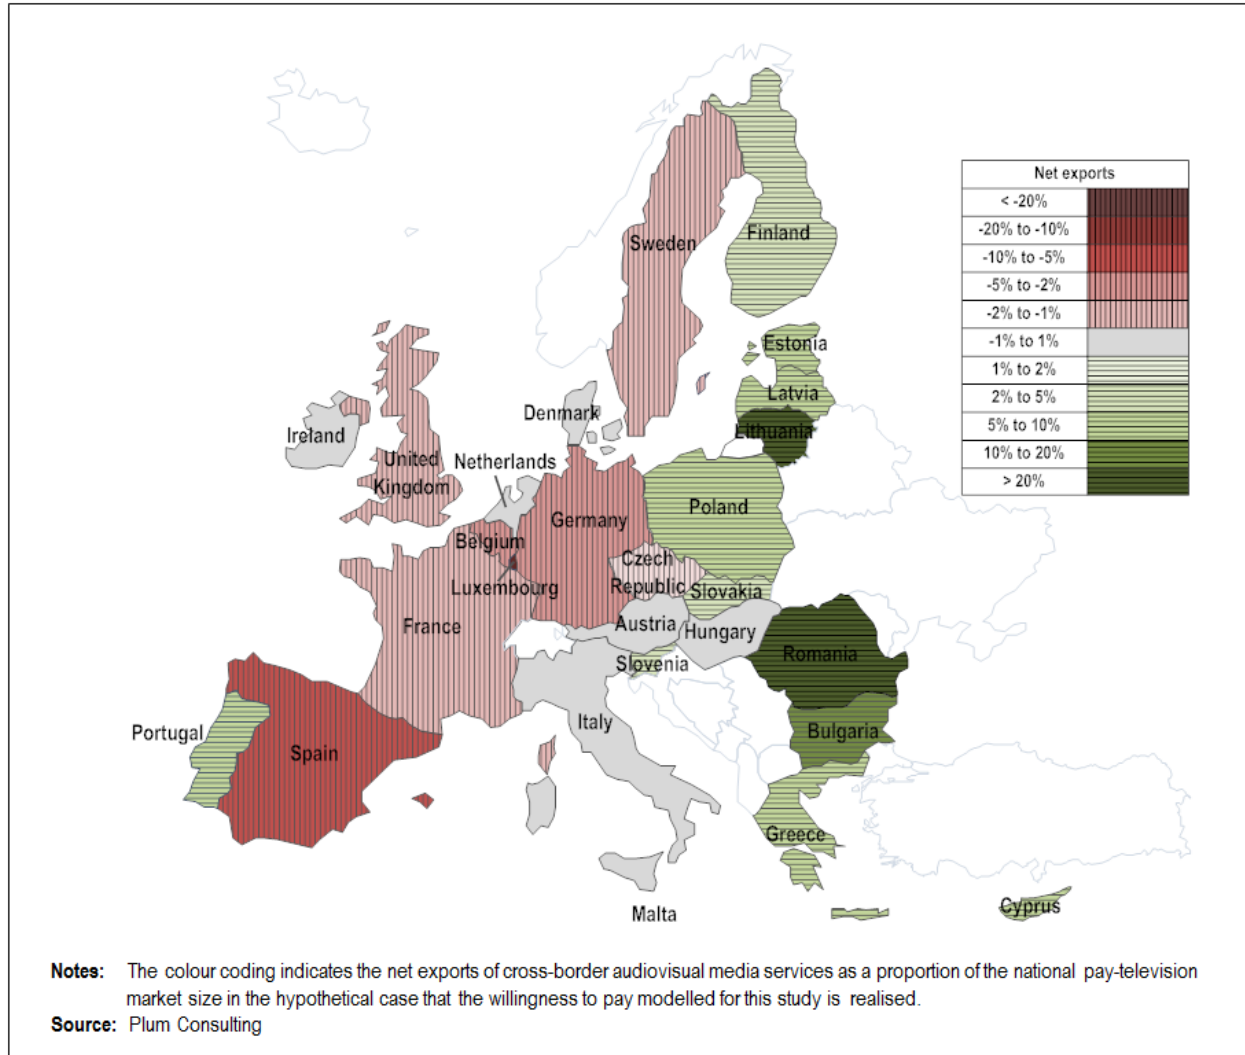 Net exports
< -20%
-20% to -10%
-10% to -5%
-5% to -2%
-2% to -1%
-1% to 1%
1% to 2%
2% to 5%
5% to 10%
10% to 20%
> 20%
Sweden
Finland
Estonia
Latvia
Lithuania
Denmark
Ireland
United
Kingdom
Netherlands
Germany
Poland
Belgium
Luxembourg
Czech
Republic
Slovakia
France
Austria
Hungary
Slovenia
Romania
Portugal
Spain
Italy
Bulgaria
Greece
Malta
Cyprus
Notes: The colour coding indicates the net exports of cross-border audiovisual media services as a proportion of the national pay-television
market size in the hypothetical case that the willingness to pay modelled for this study is realised.
Source: Plum Consulting